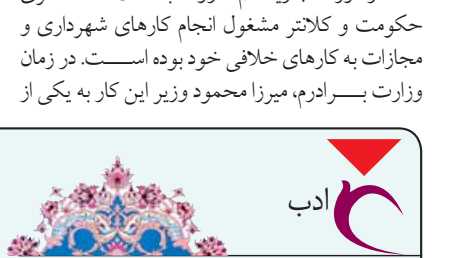 حکومت و کلانتر مشغول انجام کارهای شهرداری و
مجازات به کارهای خلافی خود بوده اســـت. در زمان
وزارت بـــرادرم، میرزا محمود وزیر این کار به یکی از
ادب